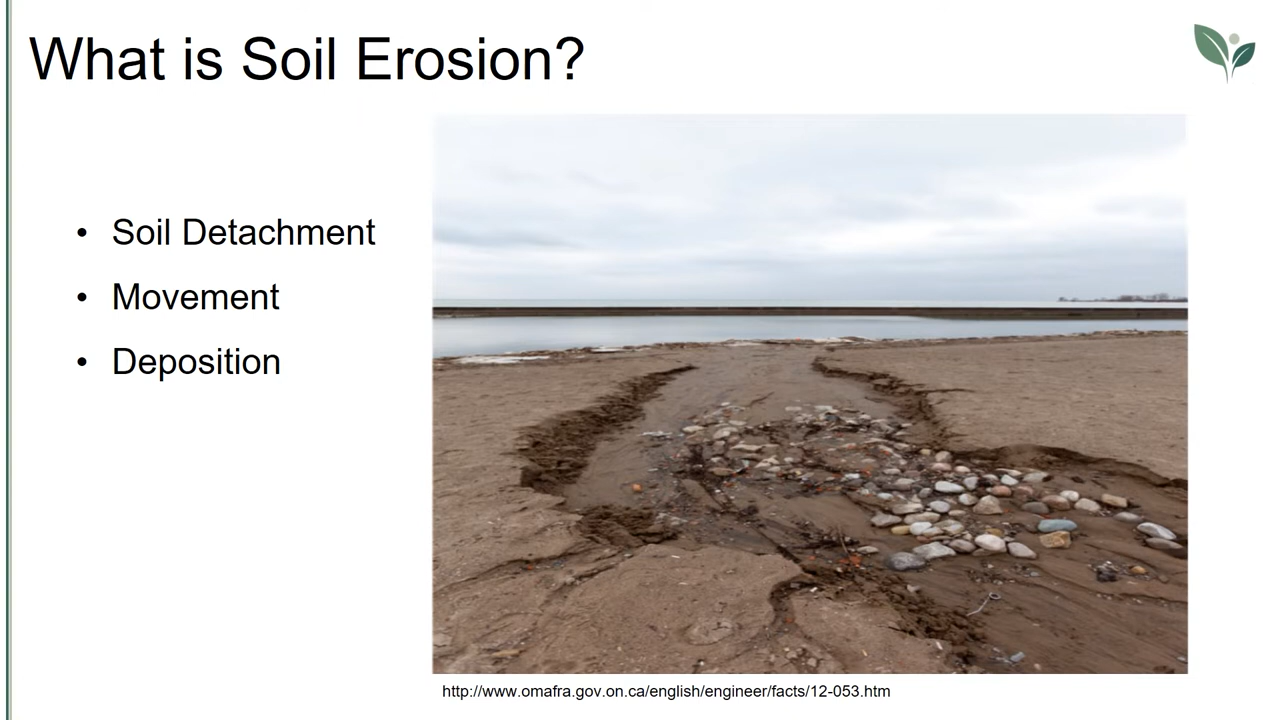 What is Soil Erosion?
• Soil Detachment
• Movement
• Deposition
http://www.omafra.gov.on.ca/english/engineer/facts/12-053.htm